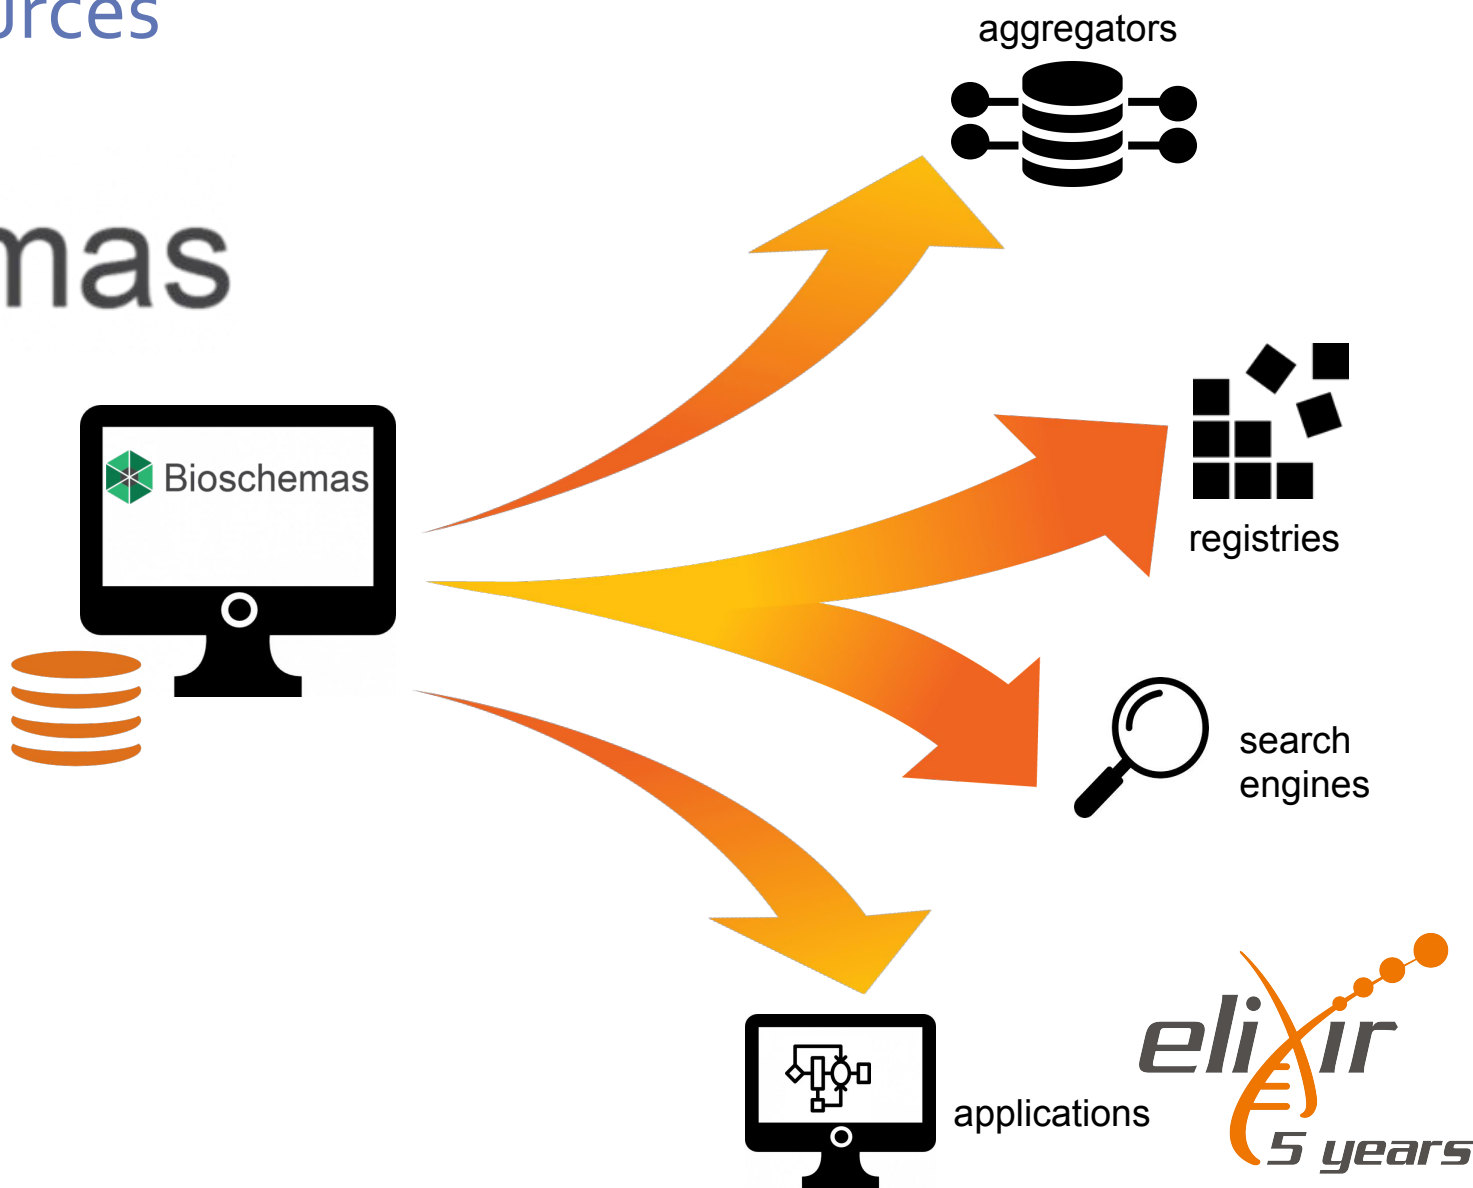 urces
aggregators
mas
Bioschemas
registries
search
engines
elixir
applications
5 years